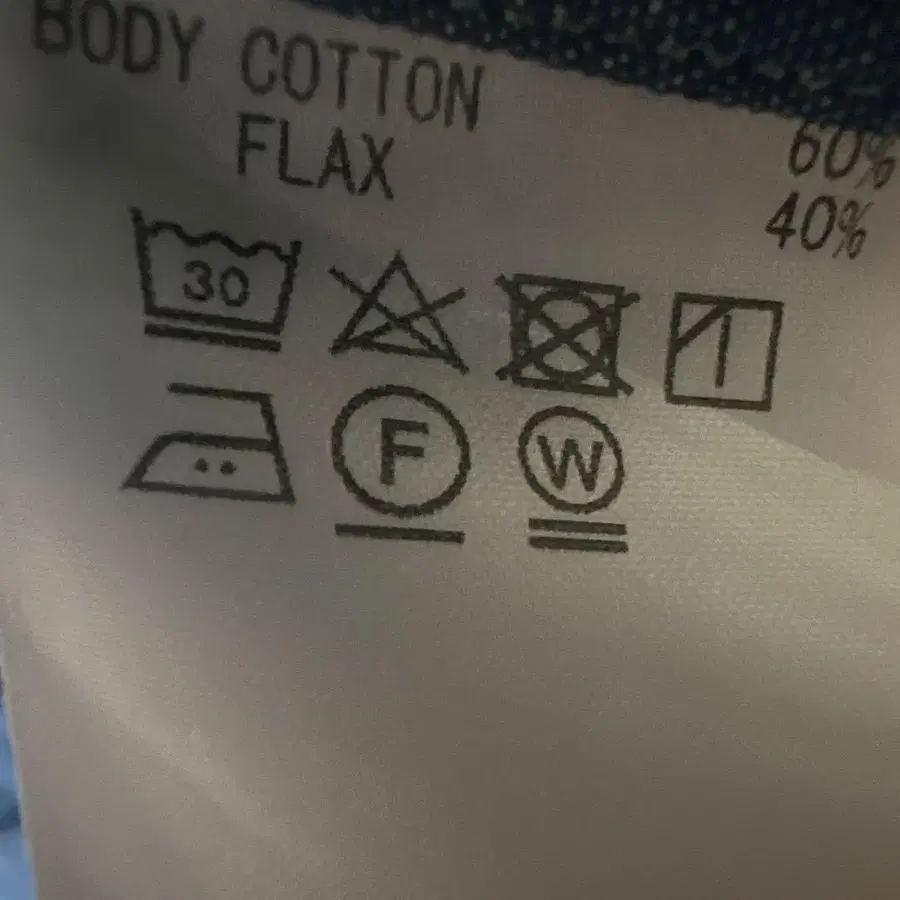 BODY COTTON 60%
FLAX 40%
30
F W